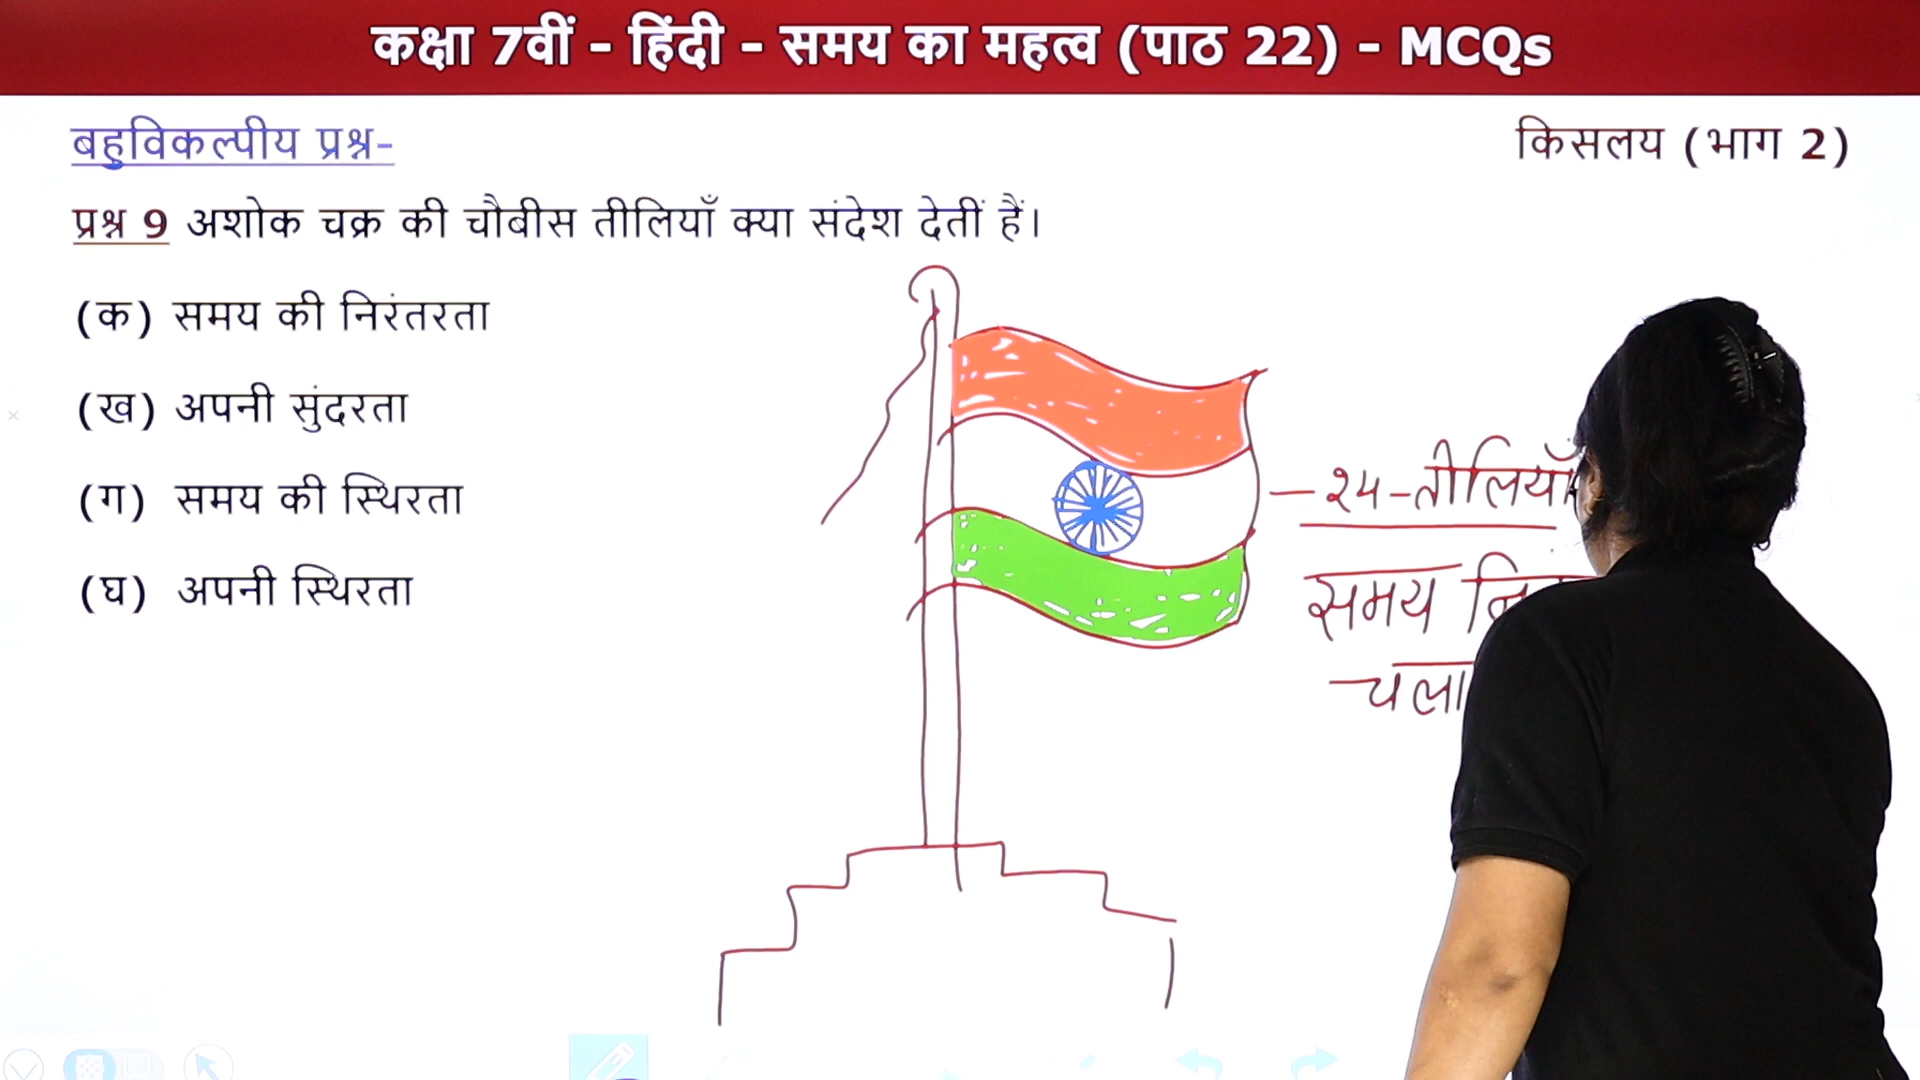 कक्षा 7वीं - हिंदी - समय का महत्व (पाठ 22) - MCQs
बहुविकल्पीय प्रश्न-
किसलय (भाग 2)
प्रश्न 9 अशोक चक्र की चौबीस तीलियाँ क्या संदेश देतीं हैं।
(क) समय की निरंतरता
(ख) अपनी सुंदरता
(ग) समय की स्थिरता
(घ) अपनी स्थिरता
– २५-तीलियाँ
समय